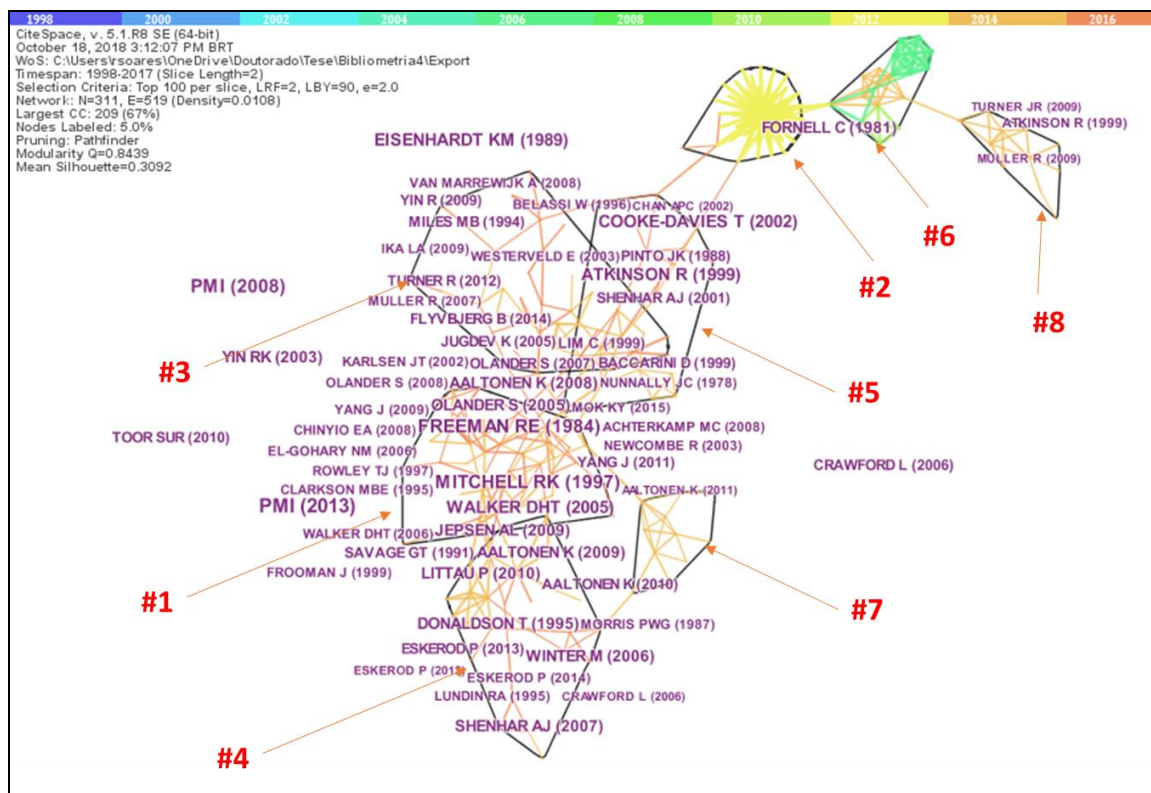 1998 2000 2002 2004 2006 2008 2010 2012 2014 2016
CiteSpace, v. 5.1.R8 SE (64-bit)
October 18, 2018 3:12:07 PM BRT
WoS: C:\Users\rsoares\OneDrive\Doutorado\Tese\Bibliometria4\Export
Timespan: 1998-2017 (Slice Length=2)
Selection Criteria: Top 100 per slice, LRF=2, LBY=90, e=2.0
Network: N=311, E=519 (Density=0.0108)
Largest CC: 209 (67%)
Nodes Labeled: 5.0%
Pruning: Pathfinder
Modularity Q=0.8439
Mean Silhouette=0.3092
TURNER JR (2009)
ATKINSON R (1999)
FORNELL C (1981)
EISENHARDT KM (1989)
MULLER R (2009)
VAN MARREWIJK A (2008)
YIN R (2009)
BELASSI W (1996)
CHAN APC (2002)
MILES MB (1994)
COOKE-DAVIES T (2002)
#6
IKA LA (2009)
WESTERVELD E (2003)
PINTO JK (1988)
#2
ATKINSON R (1999)
TURNER R (2012)
PMI (2008)
MULLER R (2007)
SHENHAR AJ (2001)
FLYVBJERG B (2014)
#8
JUGDEV K (2005)
LIM C (1999)
YIN RK (2003)
KARLSEN JT (2002)
OLANDER S (2007)
BACCARINI D (1999)
#3
OLANDER S (2008)
AALTONEN K (2008)
NUNNALLY JC (1978)
#5
YANG J (2009)
OLANDER S (2005)
MOK KY (2015)
CHINYIO EA (2008)
FREEMAN RE (1984)
ACHTERKAMP MC (2008)
TOOR SUR (2010)
EL-GOHARY NM (2006)
NEWCOMBE R (2003)
YANG J (2011)
CRAWFORD L (2006)
ROWLEY TJ (1997)
MITCHELL RK (1997)
CLARKSON MBE (1995)
AALTONEN K (2011)
PMI (2013)
WALKER DHT (2005)
WALKER DHT (2006)
JEPSEN AL (2009)
SAVAGE GT (1991)
AALTONEN K (2009)
FROOMAN J (1999)
LITTAU P (2010)
AALTONEN K (2010)
#1
#7
DONALDSON T (1995)
MORRIS PWG (1987)
ESKEROD P (2013)
WINTER M (2006)
ESKEROD P
ESKEROD P (2014)
LUNDIN RA (1995)
CRAWFORD L (2006)
SHENHAR AJ (2007)
#4